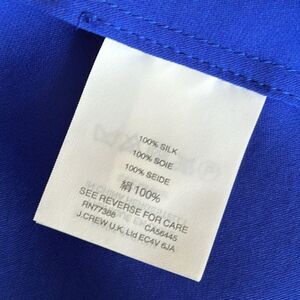 100% SILK
100% SOIE
100% SEIDE
絹 100%
SEE REVERSE FOR CARE
RN77388 CA56445
J.CREW U.K. Ltd EC4V 6JA